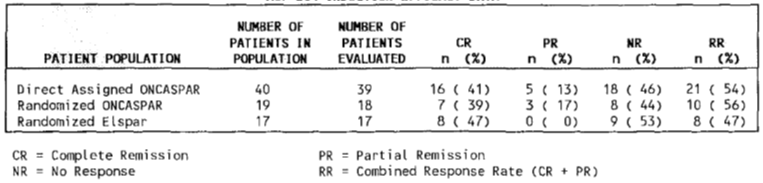 NUMBER OF NUMBER OF
PATIENTS IN PATIENTS CR PR NR RR
PATIENT POPULATION POPULATION EVALUATED n (%) n (%) n (%) n (%)
Direct Assigned ONCASPAR 40 39 16 ( 41) 5 ( 13) 18 ( 46) 21 ( 54)
Randomized ONCASPAR 19 18 7 ( 39) 3 ( 17) 8 ( 44) 10 ( 56)
Randomized Elspar 17 17 8 ( 47) 0 ( 0) 9 ( 53) 8 ( 47)
CR = Complete Remission PR = Partial Remission
NR = No Response RR = Combined Response Rate (CR + PR)